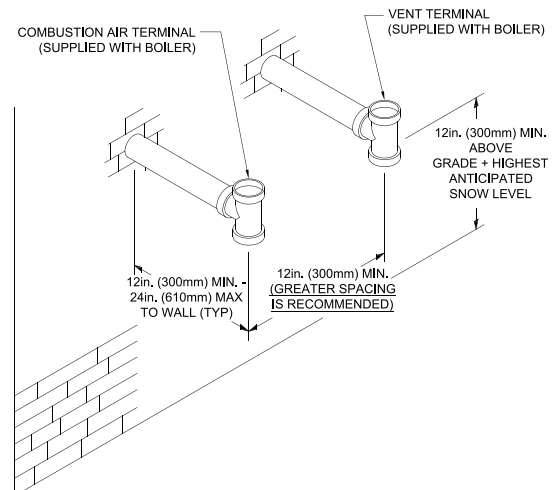 VENT TERMINAL
(SUPPLIED WITH BOILER)
COMBUSTION AIR TERMINAL
(SUPPLIED WITH BOILER)
12in. (300mm) MIN.
ABOVE
GRADE + HIGHEST
ANTICIPATED
SNOW LEVEL
12in. (300mm) MIN. -
24in. (610mm) MAX
TO WALL (TYP)
12in. (300mm) MIN.
(GREATER SPACING
IS RECOMMENDED)